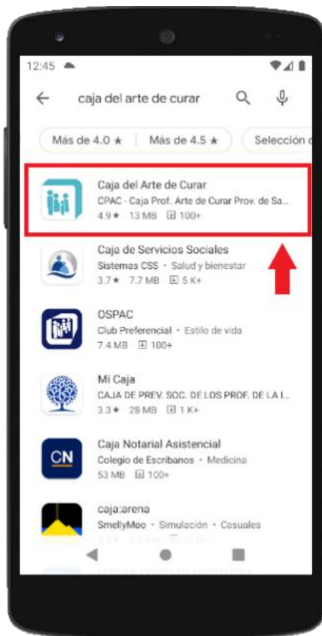 12:45
caja del arte de curar
Más de 4.0 ★ Más de 4.5 ★ Selección
Caja del Arte de Curar
CPAC - Caja Prof. Arte de Curar Prov. de Sa...
4.9 ★ 13 MB 100+
Caja de Servicios Sociales
Sistemas CSS • Salud y bienestar
3.7 ★ 7.7 MB 5 K+
OSPAC
Club Preferencial • Estilo de vida
7.4 MB 100+
Mi Caja
CAJA DE PREV. SOC. DE LOS PROF. DE LA I...
3.3 ★ 28 MB 1 K+
CN
Caja Notarial Asistencial
Colegio de Escribanos • Medicina
53 MB 100+
caja:arena
SmellyMoo • Simulación • Casuales